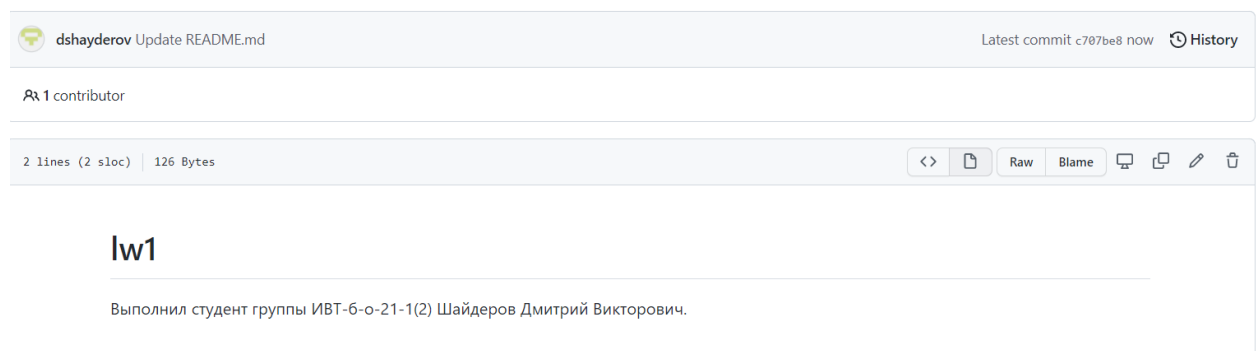 dshayderov Update README.md Latest commit c707be8 now History
1 contributor
2 lines (2 sloc) 126 Bytes <> Raw Blame
lw1
Выполнил студент группы ИВТ-б-о-21-1(2) Шайдеров Дмитрий Викторович.